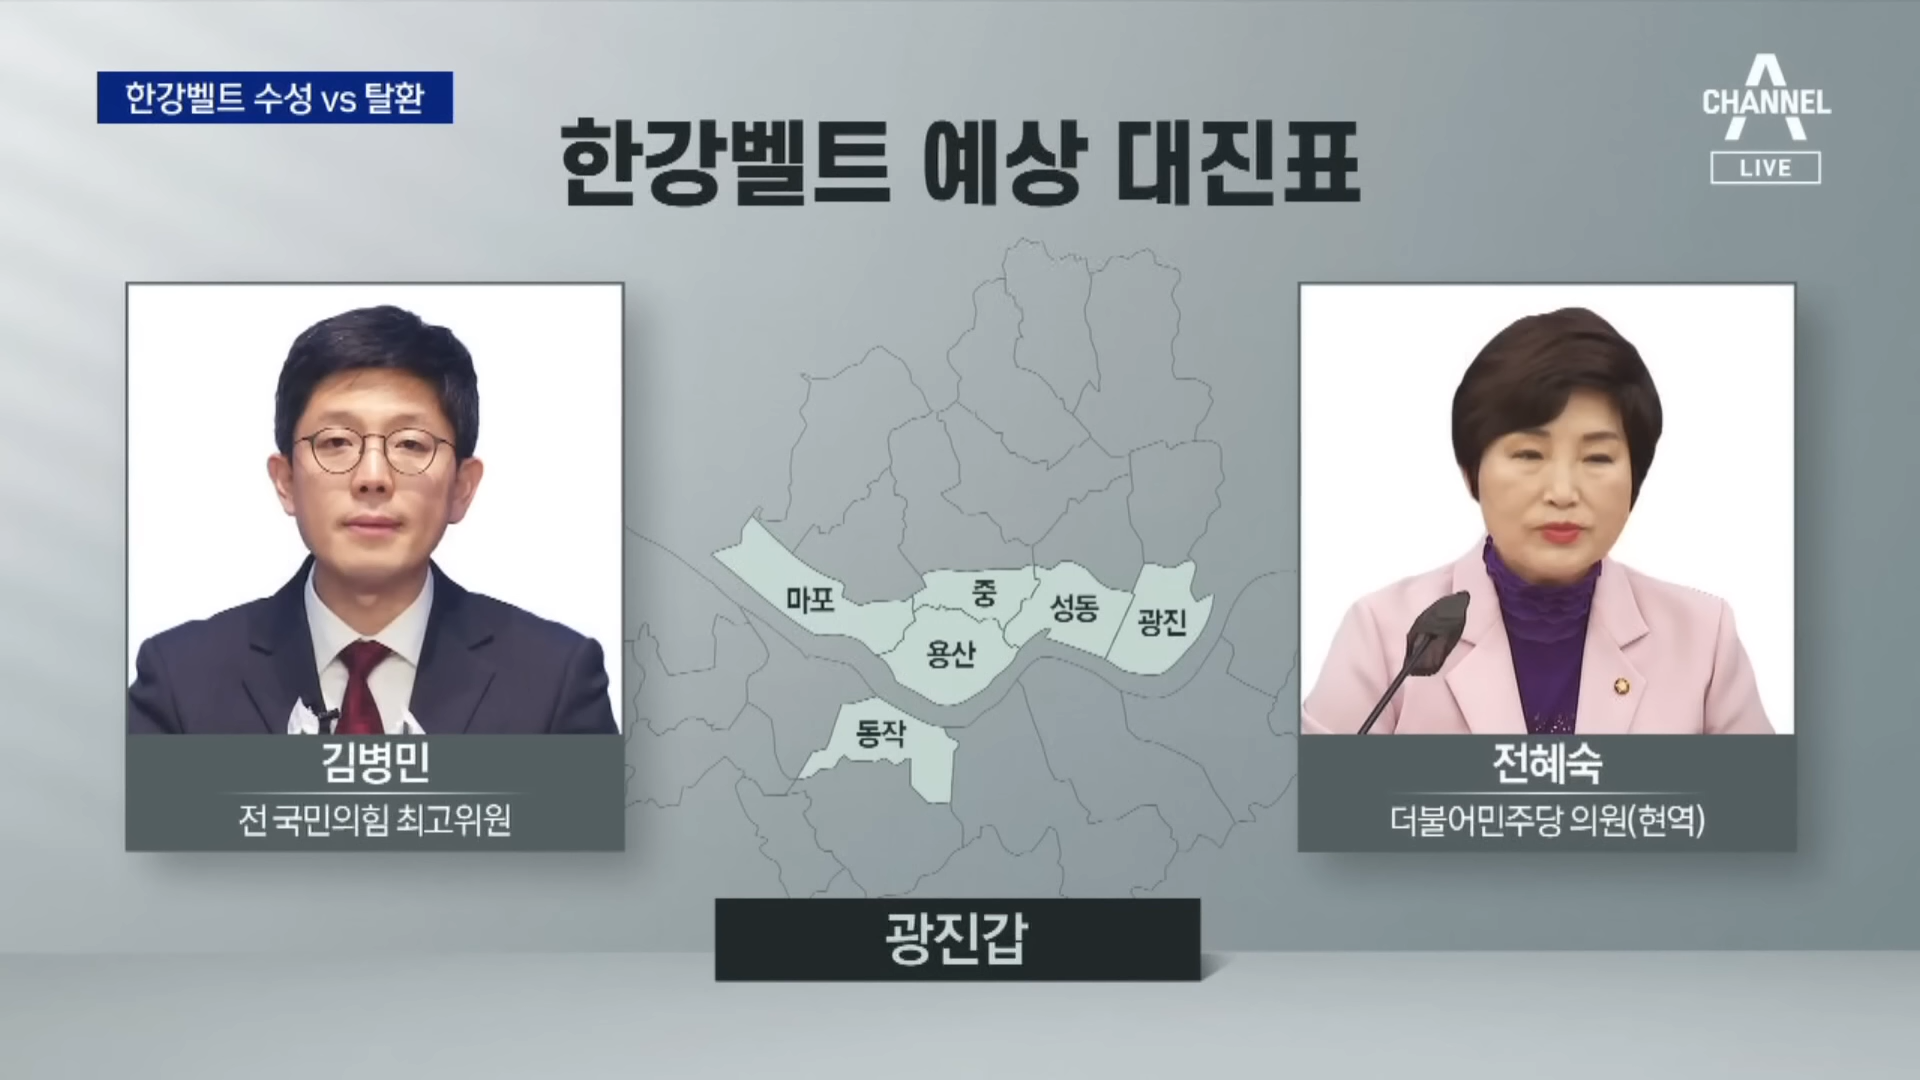 한강벨트 수성 vs 탈환
CHANNEL A
LIVE
한강벨트 예상 대진표
마포
중
성동
광진
용산
동작
김병민
전 국민의힘 최고위원
전혜숙
더불어민주당 의원(현역)
광진갑